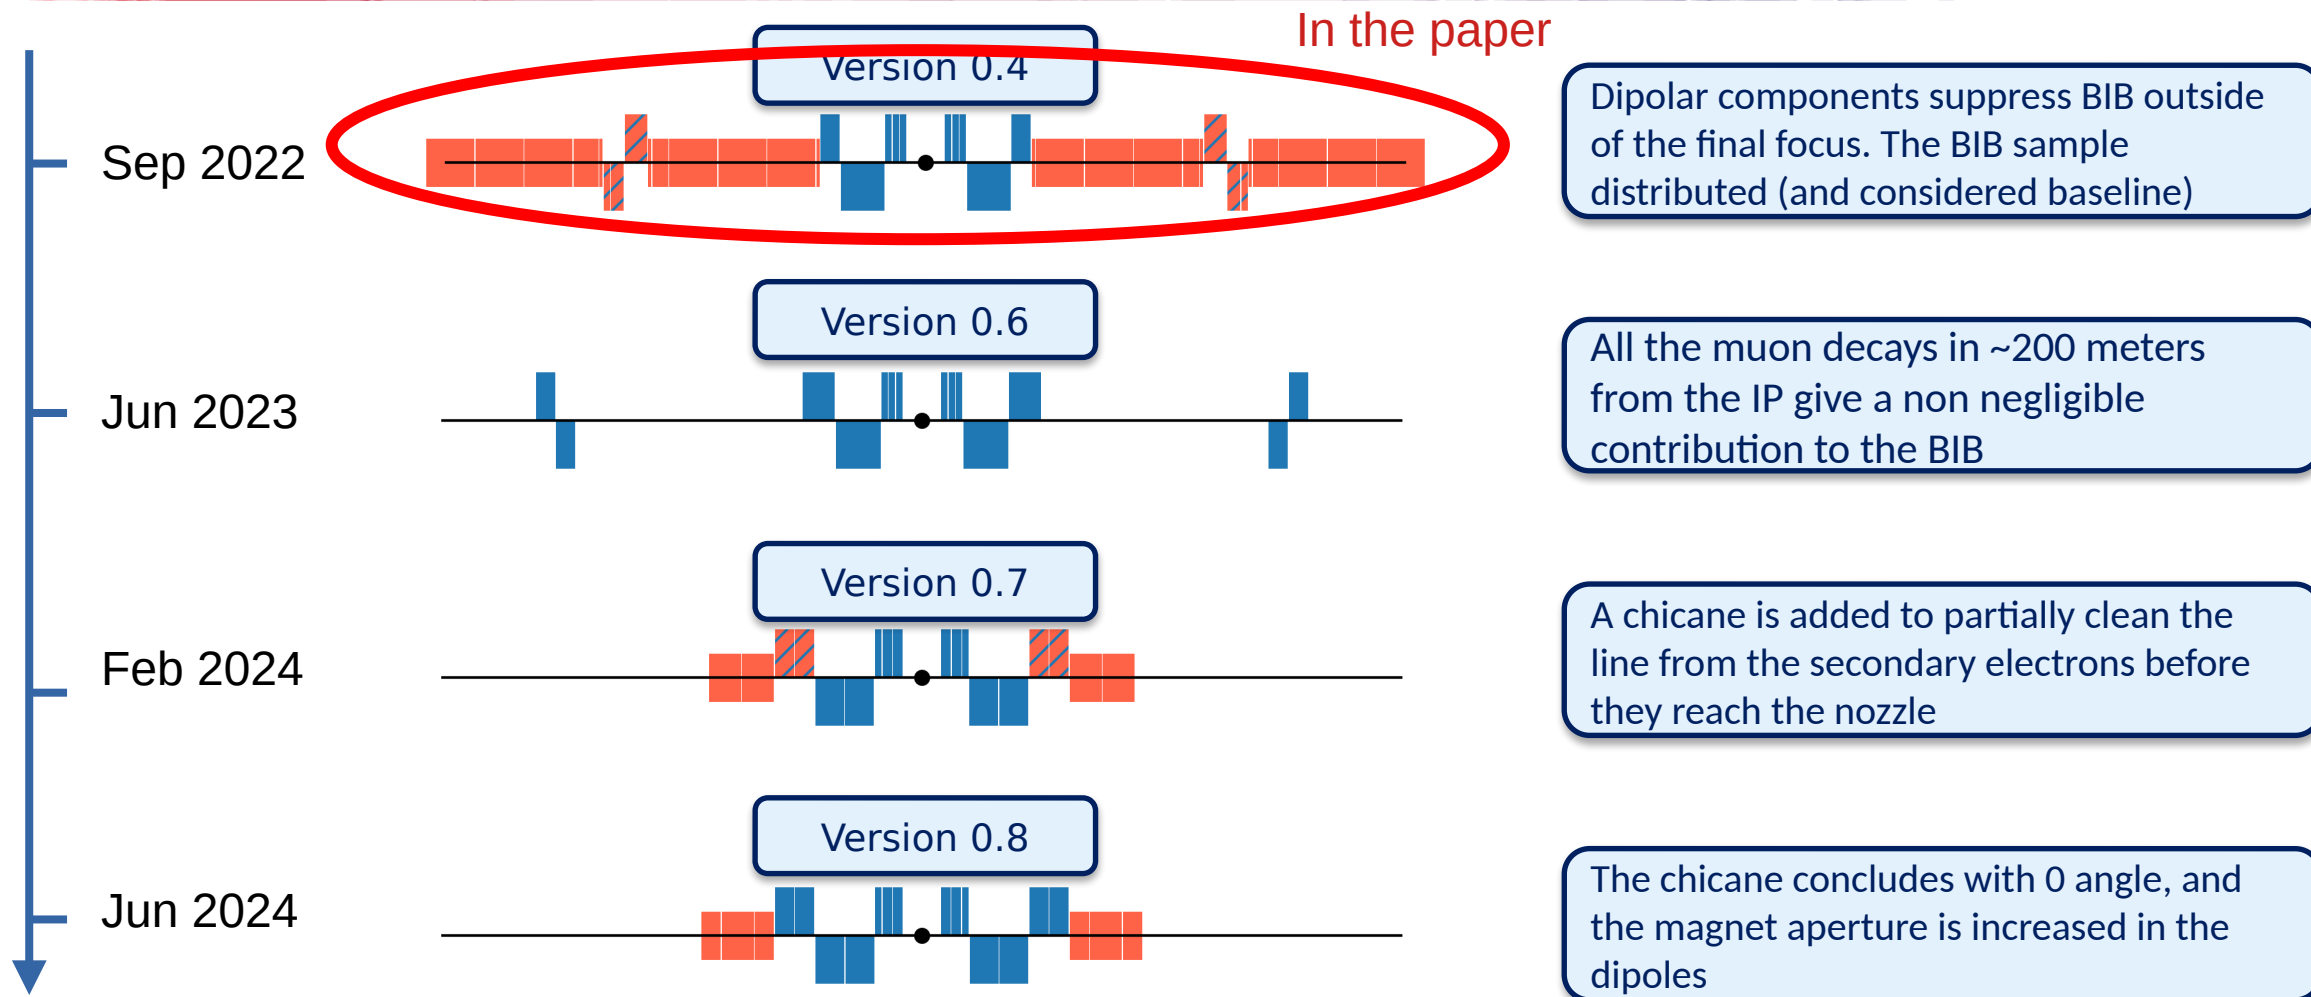 In the paper
Version 0.4
Sep 2022
Dipolar components suppress BIB outside
of the final focus. The BIB sample
distributed (and considered baseline)
Version 0.6
Jun 2023
All the muon decays in ~200 meters
from the IP give a non negligible
contribution to the BIB
Version 0.7
Feb 2024
A chicane is added to partially clean the
line from the secondary electrons before
they reach the nozzle
Version 0.8
Jun 2024
The chicane concludes with 0 angle, and
the magnet aperture is increased in the
dipoles